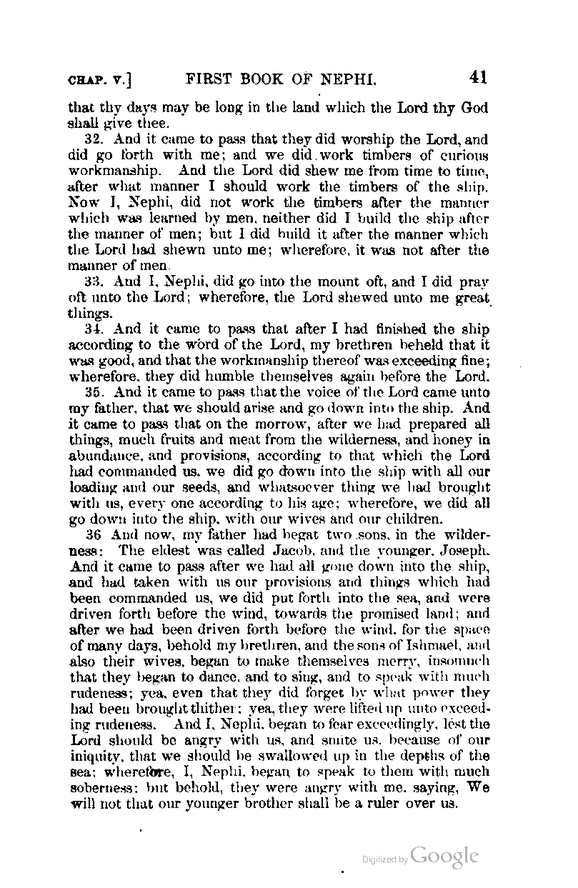 CHAP. V.] FIRST BOOK OF NEPHI. 41
that thy days may be long in the land which the Lord thy God
shall give thee.
32. And it came to pass that they did worship the Lord, and
did go forth with me; and we did work timbers of curious
workmanship. And the Lord did shew me from time to time,
after what manner I should work the timbers of the ship.
Now I, Nephi, did not work the timbers after the manner
which was learned by men, neither did I build the ship after
the manner of men; but I did build it after the manner which
the Lord had shewn unto me; wherefore, it was not after the
manner of men.
33. And I, Nephi, did go into the mount oft, and I did pray
oft unto the Lord; wherefore, the Lord shewed unto me great
things.
34. And it came to pass that after I had finished the ship
according to the word of the Lord, my brethren beheld that it
was good, and that the workmanship thereof was exceeding fine;
wherefore, they did humble themselves again before the Lord.
35. And it came to pass that the voice of the Lord came unto
my father, that we should arise and go down into the ship. And
it came to pass that on the morrow, after we had prepared all
things, much fruits and meat from the wilderness, and honey in
abundance, and provisions, according to that which the Lord
had commanded us, we did go down into the ship with all our
loading and our seeds, and whatsoever thing we had brought
with us, every one according to his age; wherefore, we did all
go down into the ship, with our wives and our children.
36 And now, my father had begat two sons, in the wilder-
ness: The eldest was called Jacob, and the younger, Joseph.
And it came to pass after we had all gone down into the ship,
and had taken with us our provisions and things which had
been commanded us, we did put forth into the sea, and were
driven forth before the wind, towards the promised land; and
after we had been driven forth before the wind, for the space
of many days, behold my brethren, and the sons of Ishmael, and
also their wives, began to make themselves merry, insomuch
that they began to dance, and to sing, and to speak with much
rudeness; yea, even that they did forget by what power they
had been brought thither; yea, they were lifted up unto exceed-
ing rudeness. And I, Nephi, began to fear exceedingly, lest the
Lord should be angry with us, and smite us, because of our
iniquity, that we should be swallowed up in the depths of the
sea; wherefore, I, Nephi, began to speak to them with much
soberness; but behold, they were angry with me, saying, We
will not that our younger brother shall be a ruler over us.
Digitized by Google